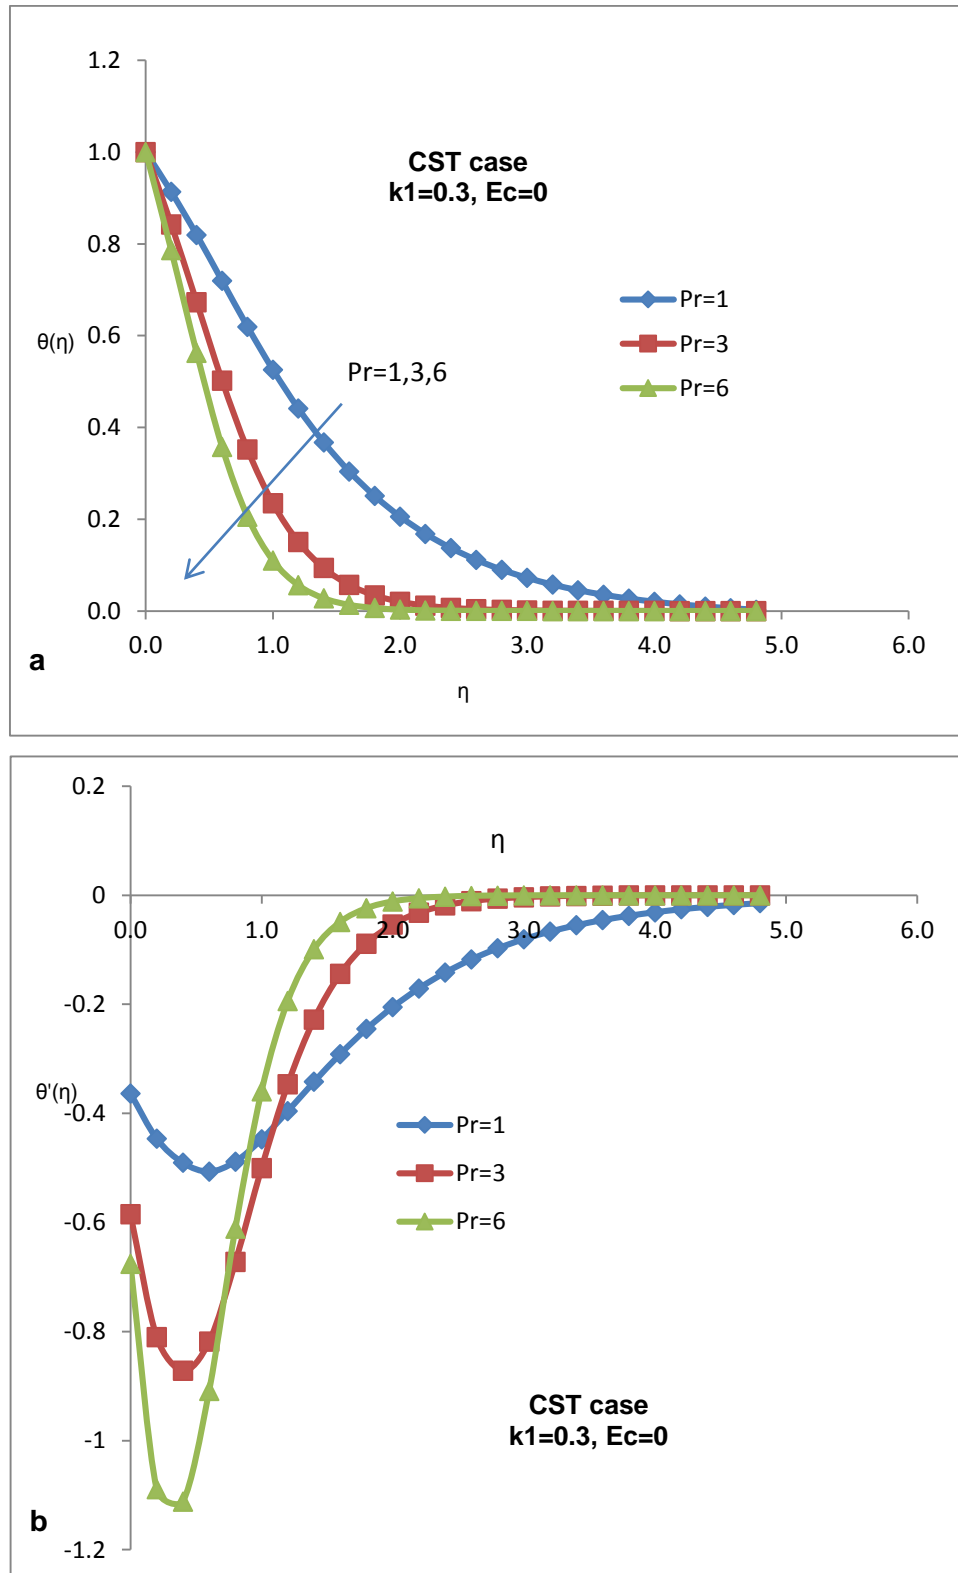 1.2
1.0
0.8
0.6
0.4
0.2
0.0
θ(η)
CST case
k1=0.3, Ec=0
Pr=1
Pr=3
Pr=6
Pr=1,3,6
0.0 1.0 2.0 3.0 4.0 5.0 6.0
a
η
0.2
0
-0.2
-0.4
-0.6
-0.8
-1
-1.2
η
0.0 1.0 2.0 3.0 4.0 5.0 6.0
θ'(η)
Pr=1
Pr=3
Pr=6
CST case
k1=0.3, Ec=0
b